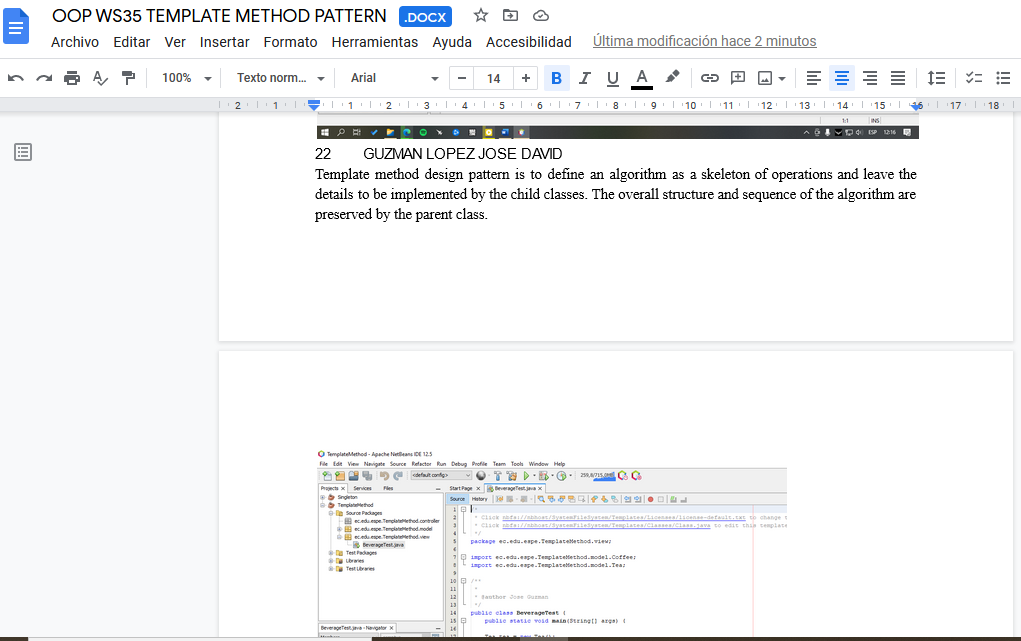 OOP WS35 TEMPLATE METHOD PATTERN .DOCX
Archivo Editar Ver Insertar Formato Herramientas Ayuda Accesibilidad Última modificación hace 2 minutos
100% Texto norm... Arial − 14 + B I U A
2 1 1 2 3 4 5 6 7 8 9 10 11 12 13 14 15 16 17 18
1:1 INS
ESP 12:16
22 GUZMAN LOPEZ JOSE DAVID
Template method design pattern is to define an algorithm as a skeleton of operations and leave the
details to be implemented by the child classes. The overall structure and sequence of the algorithm are
preserved by the parent class.
TemplateMethod - Apache NetBeans IDE 12.5
File Edit View Navigate Source Refactor Run Debug Profile Team Tools Window Help
<default config>
Projects × Services Files
Start Page × BeverageTest.java ×
Singleton
TemplateMethod
Source Packages
ec.edu.espe.TemplateMethod.controller
ec.edu.espe.TemplateMethod.model
ec.edu.espe.TemplateMethod.view
BeverageTest.java
Test Packages
Libraries
Test Libraries
BeverageTest.java - Navigator ×
Source History
1 /*
2 * Click nbfs://nbhost/SystemFileSystem/Templates/Licenses/license-default.txt to change
3 * Click nbfs://nbhost/SystemFileSystem/Templates/Classes/Class.java to edit this template
4 */
5 package ec.edu.espe.TemplateMethod.view;
6
7 import ec.edu.espe.TemplateMethod.model.Coffee;
8 import ec.edu.espe.TemplateMethod.model.Tea;
9
10 /**
11 *
12 * @author Jose Guzman
13 */
14 public class BeverageTest {
15 public static void main(String[] args) {
16